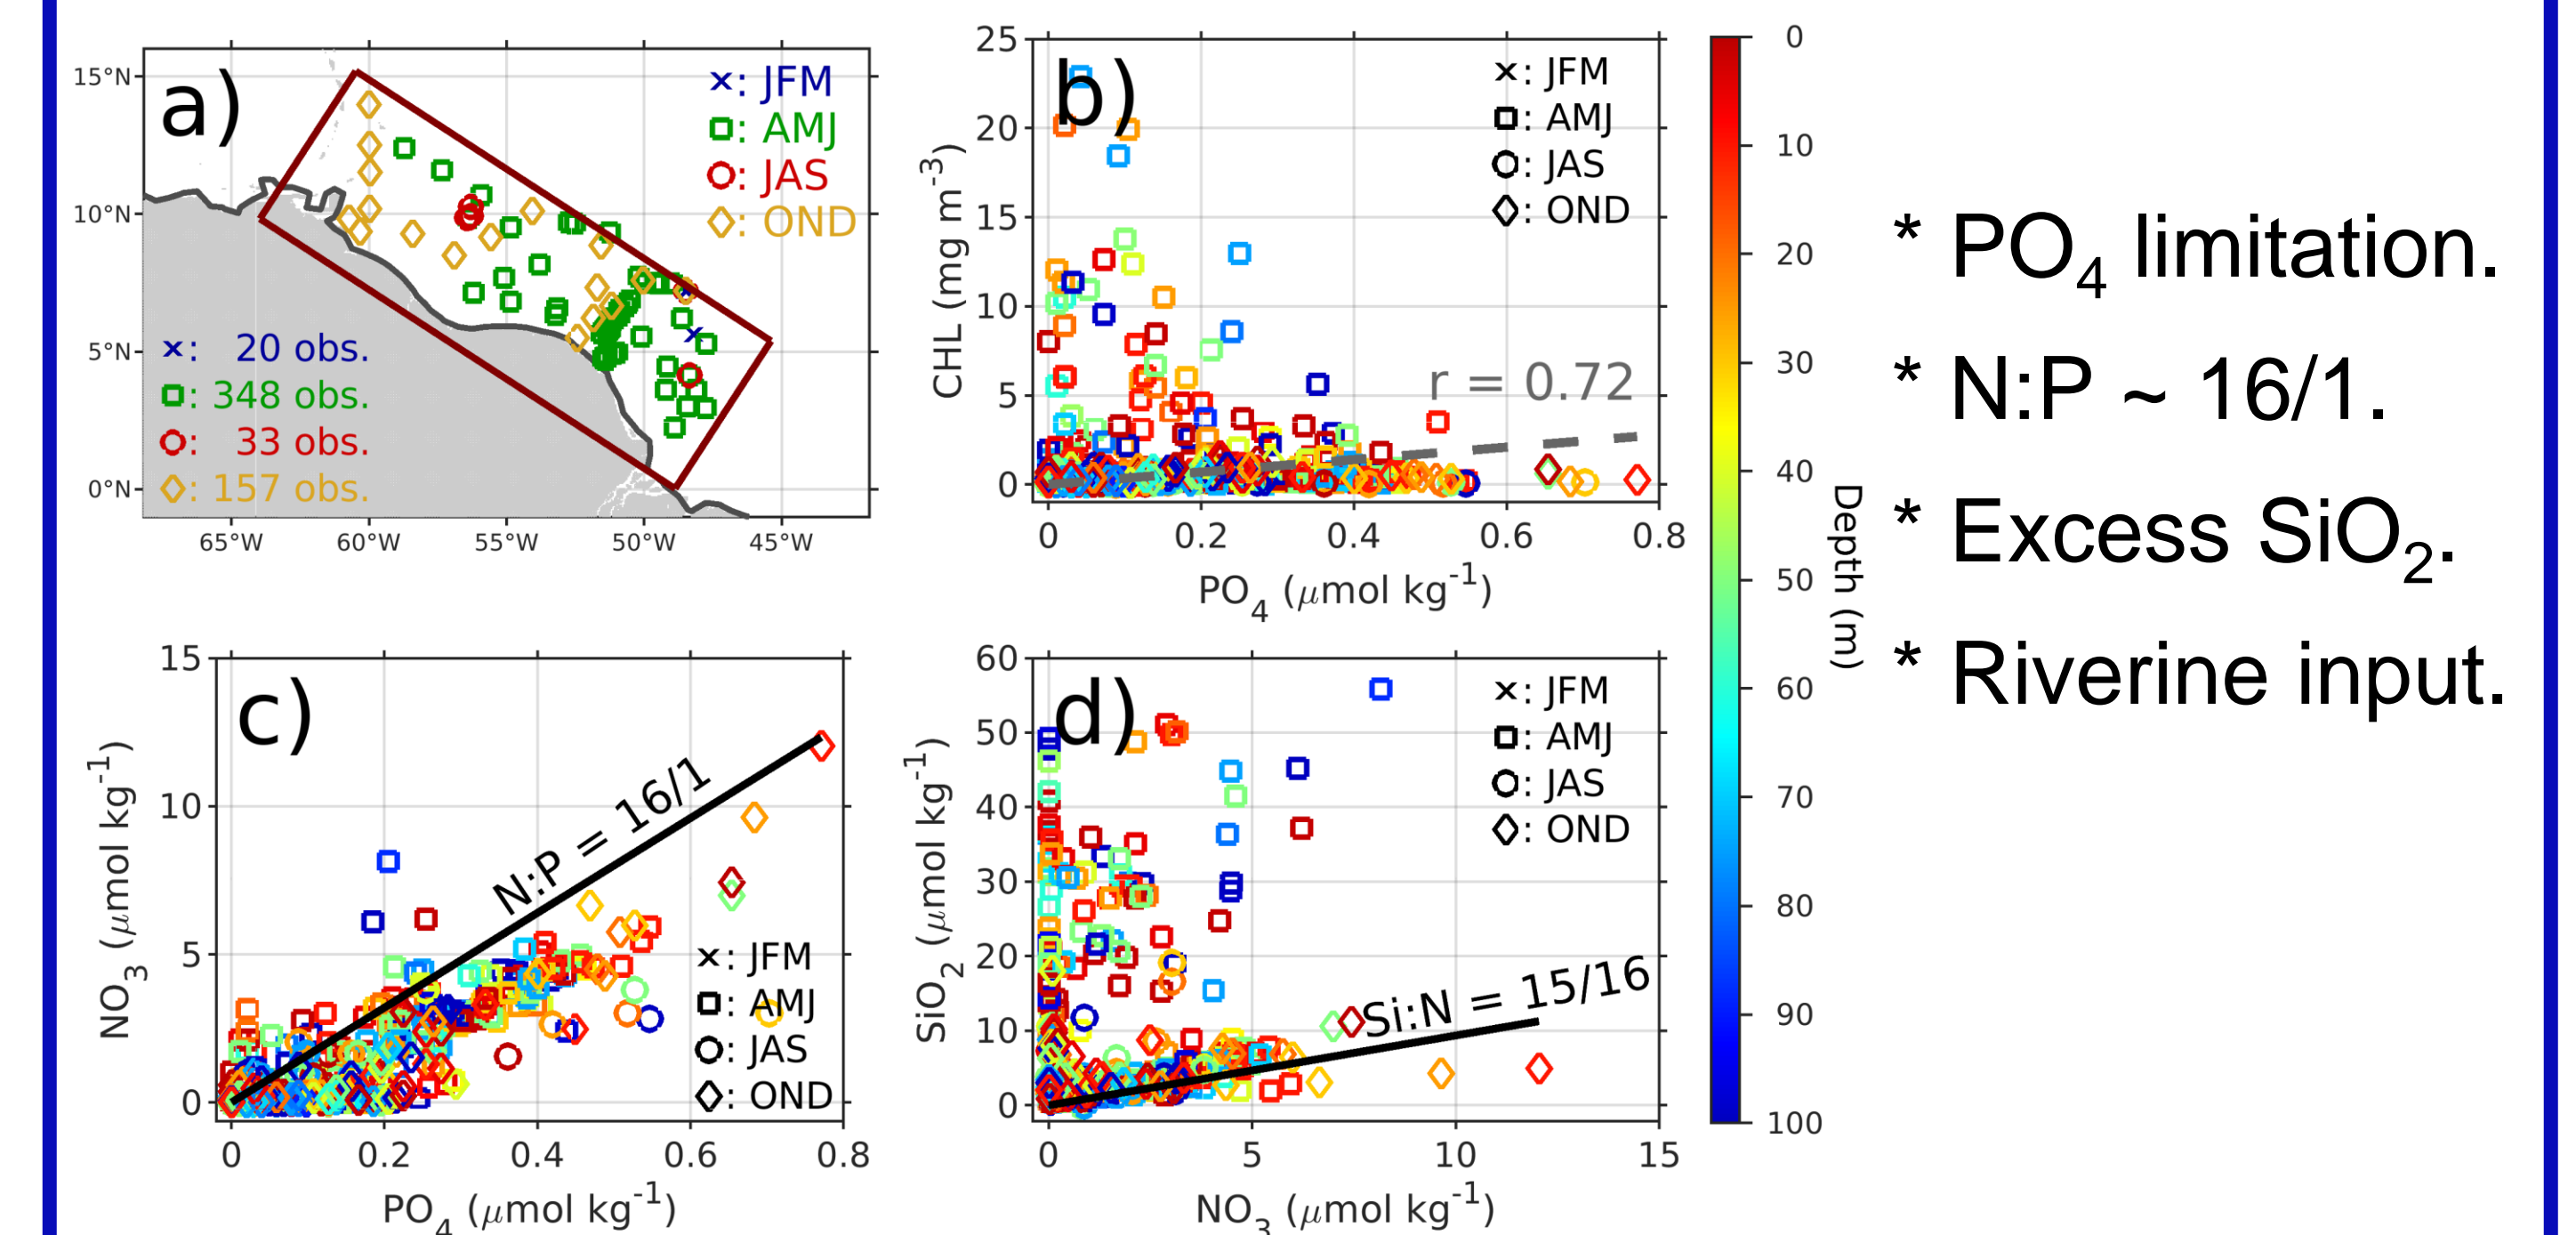 a)
×: JFM
□: AMJ
○: JAS
◇: OND
×: 20 obs.
□: 348 obs.
○: 33 obs.
◇: 157 obs.
15°N
10°N
5°N
0°N
65°W 60°W 55°W 50°W 45°W
b)
×: JFM
□: AMJ
○: JAS
◇: OND
r = 0.72
CHL (mg m⁻³)
25
20
15
10
5
0
0 0.2 0.4 0.6 0.8
PO₄ (μmol kg⁻¹)
c)
N:P = 16/1
×: JFM
□: AMJ
○: JAS
◇: OND
NO₃ (μmol kg⁻¹)
15
10
5
0
0 0.2 0.4 0.6 0.8
PO₄ (μmol kg⁻¹)
d)
×: JFM
□: AMJ
○: JAS
◇: OND
Si:N = 15/16
SiO₂ (μmol kg⁻¹)
60
50
40
30
20
10
0
0 5 10 15
NO₃ (μmol kg⁻¹)
0
10
20
30
40
50
60
70
80
90
100
Depth (m)
* PO₄ limitation.
* N:P ~ 16/1.
* Excess SiO₂.
* Riverine input.